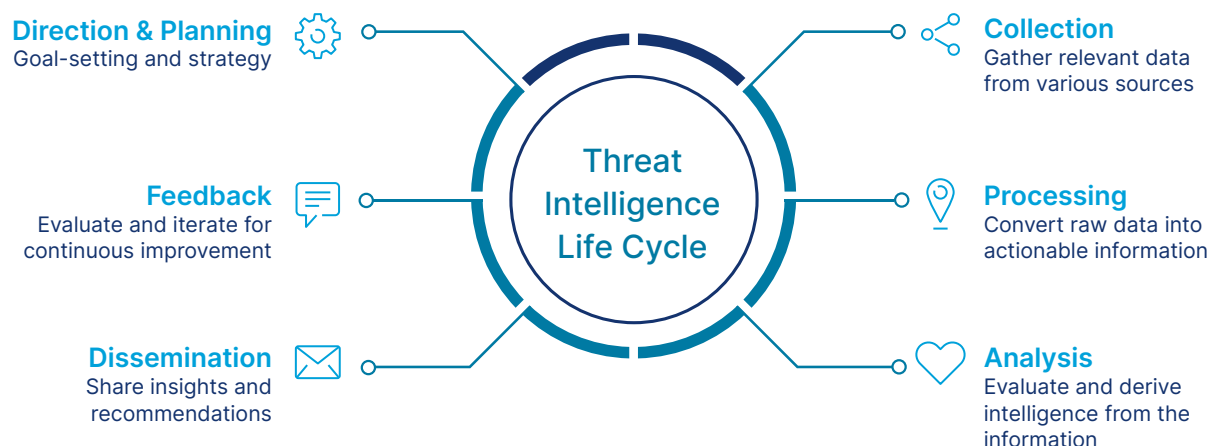 Direction & Planning
Goal-setting and strategy
Collection
Gather relevant data
from various sources
Threat
Intelligence
Life Cycle
Feedback
Evaluate and iterate for
continuous improvement
Processing
Convert raw data into
actionable information
Dissemination
Share insights and
recommendations
Analysis
Evaluate and derive
intelligence from the
information